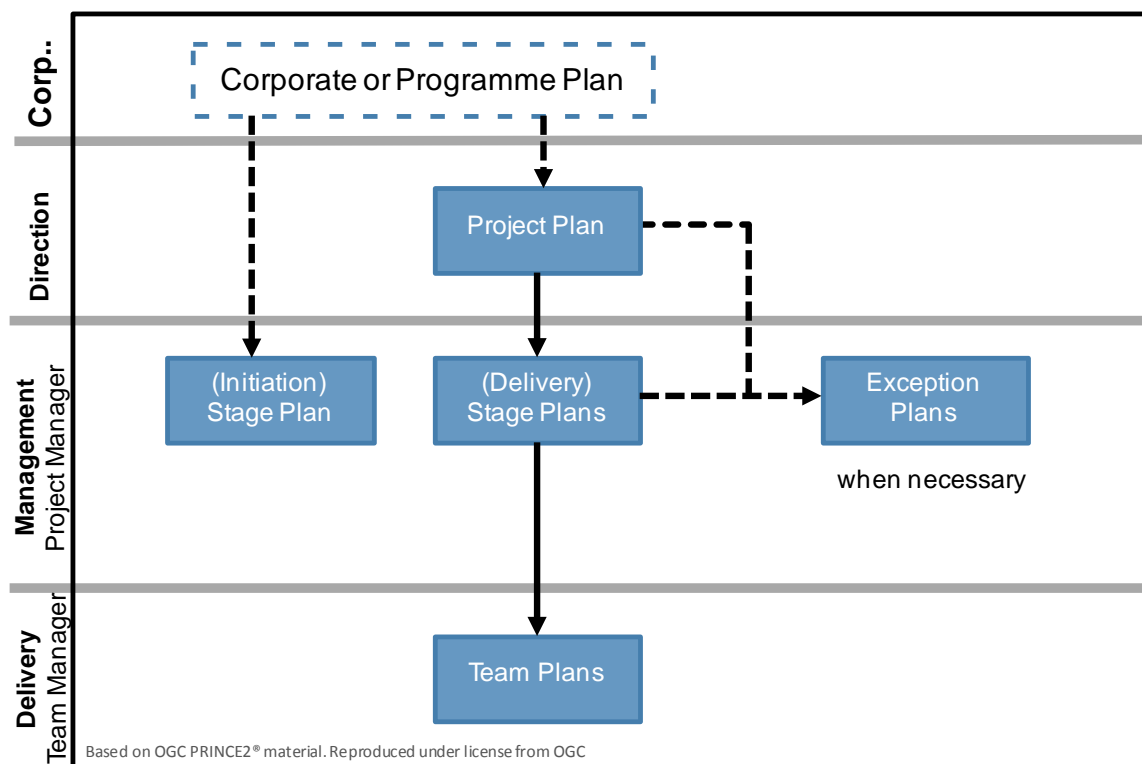 Corp..
Corporate or Programme Plan
Direction
Project Plan
Management
Project Manager
(Initiation)
Stage Plan
(Delivery)
Stage Plans
Exception
Plans
when necessary
Delivery
Team Manager
Team Plans
Based on OGC PRINCE2® material. Reproduced under license from OGC